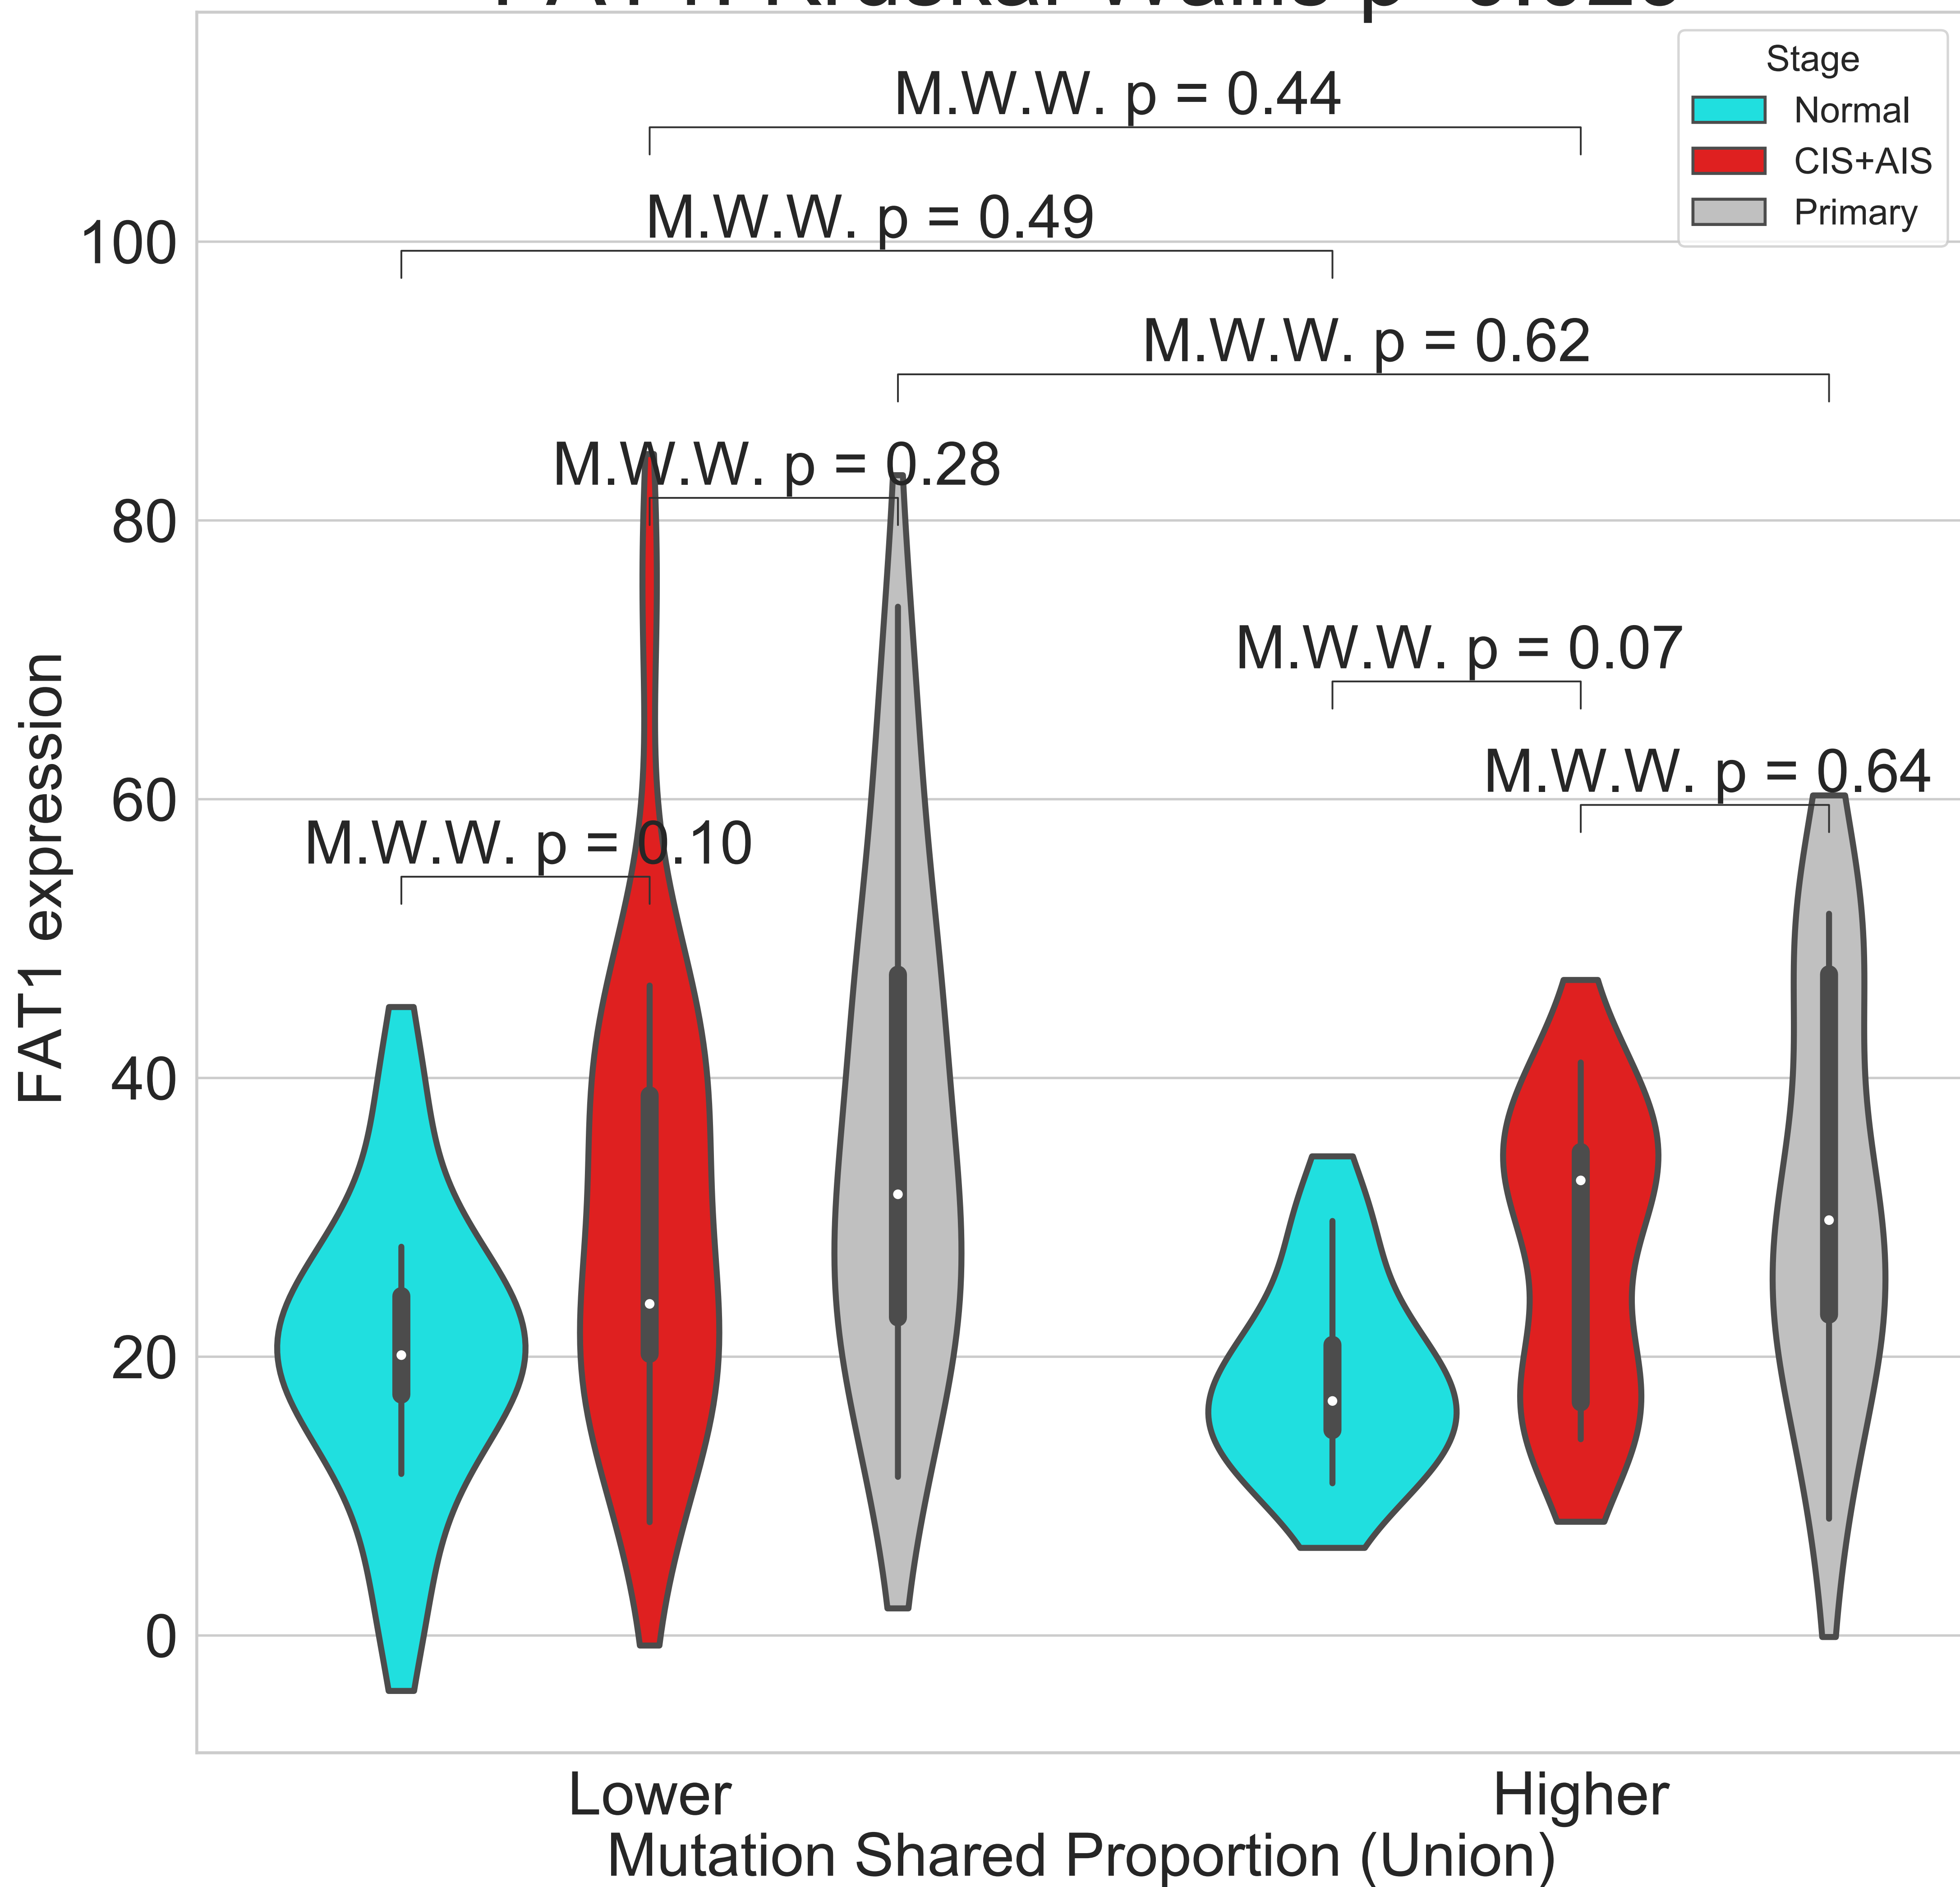 Stage
Normal
CIS+AIS
Primary
M.W.W. p = 0.44
M.W.W. p = 0.49
M.W.W. p = 0.62
M.W.W. p = 0.28
M.W.W. p = 0.07
M.W.W. p = 0.64
M.W.W. p = 0.10
100
80
60
40
20
0
FAT1 expression
Lower
Higher
Mutation Shared Proportion (Union)